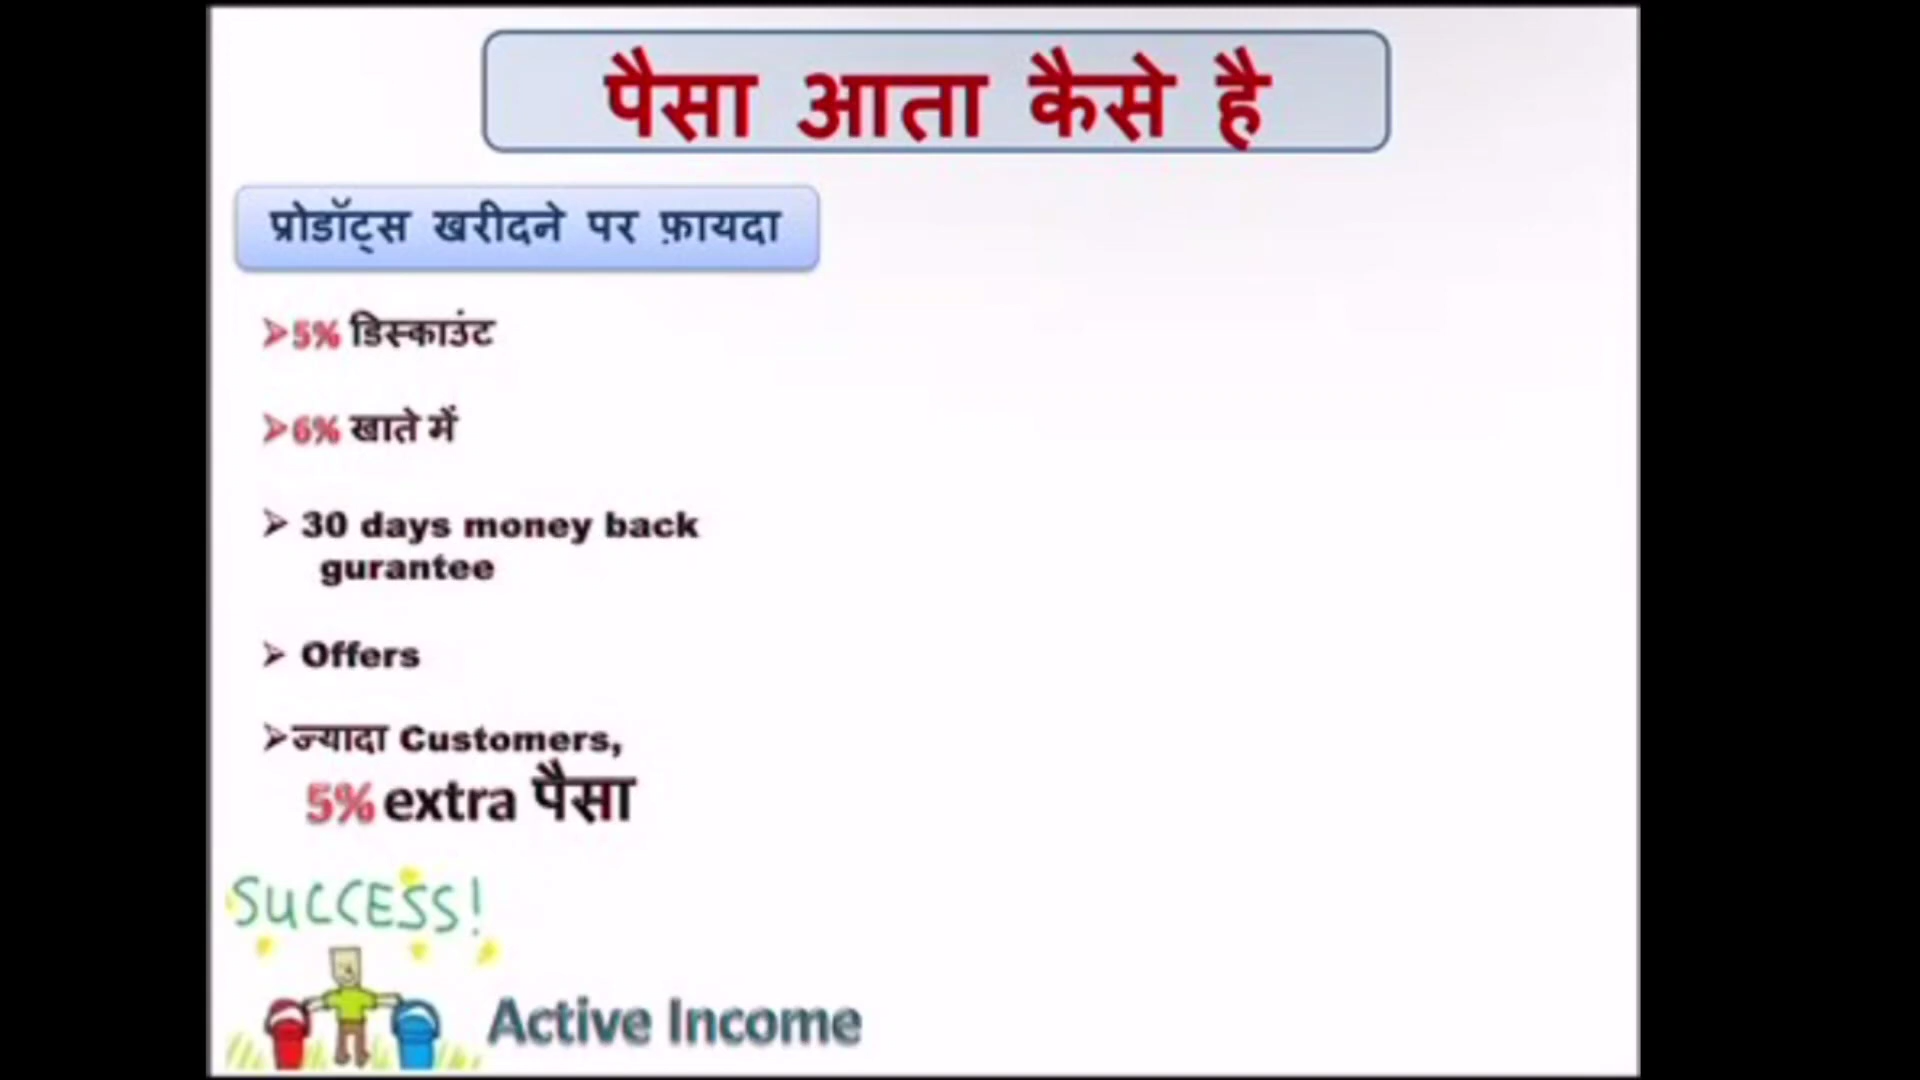 पैसा आता कैसे है
प्रोडॉट्स खरीदने पर फ़ायदा
➢5% डिस्काउंट
➢6% खाते में
➢ 30 days money back
gurantee
➢ Offers
➢ज्यादा Customers,
5% extra पैसा
SUCCESS!
Active Income